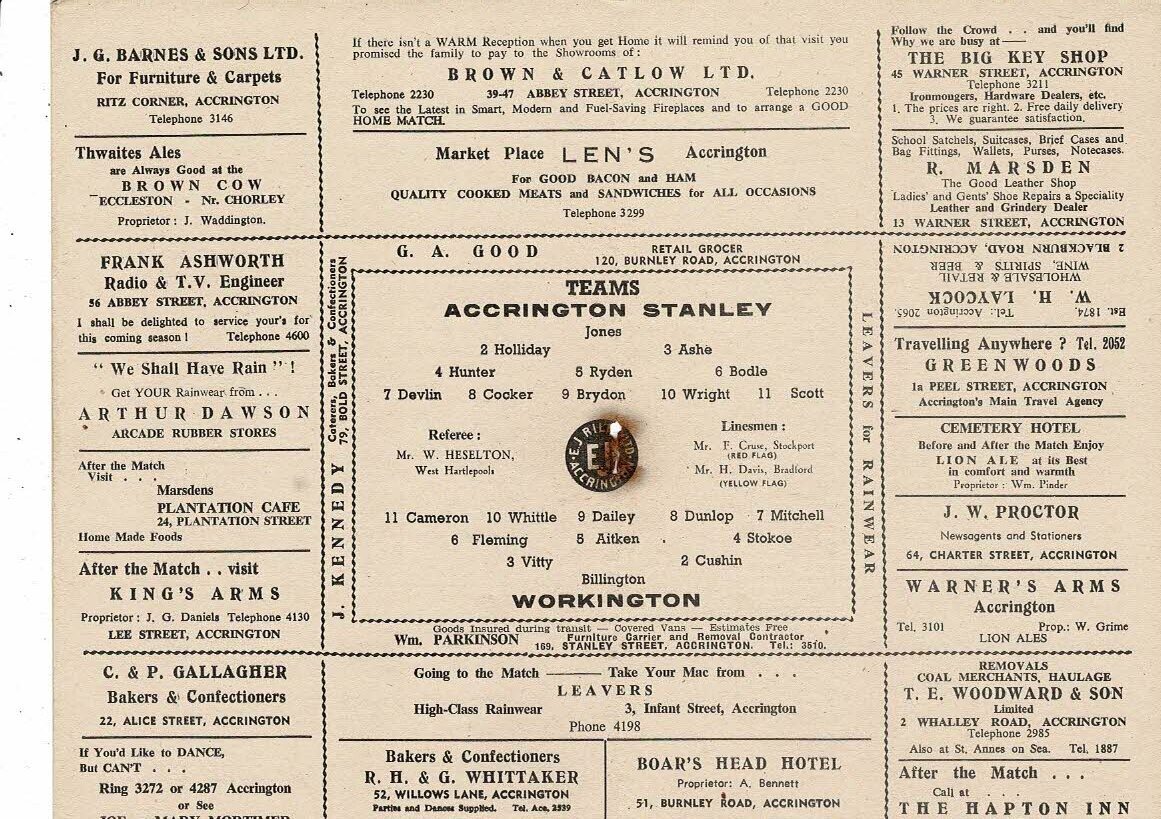 J. G. BARNES & SONS LTD.
For Furniture & Carpets
RITZ CORNER, ACCRINGTON
Telephone 3146
Thwaites Ales
are Always Good at the
BROWN COW
ECCLESTON - Nr. CHORLEY
Proprietor : J. Waddington.
FRANK ASHWORTH
Radio & T.V. Engineer
56 ABBEY STREET, ACCRINGTON
I shall be delighted to service your's for
this coming season ! Telephone 4600
" We Shall Have Rain " !
Get YOUR Rainwear from . . .
ARTHUR DAWSON
ARCADE RUBBER STORES
After the Match
Visit . . .
Marsdens
PLANTATION CAFE
24, PLANTATION STREET
Home Made Foods
After the Match . . visit
KING'S ARMS
Proprietor : J. G. Daniels Telephone 4130
LEE STREET, ACCRINGTON
C. & P. GALLAGHER
Bakers & Confectioners
22, ALICE STREET, ACCRINGTON
If You'd Like to DANCE,
But CAN'T . . .
Ring 3272 or 4287 Accrington
or See
JOE or MARY MORTIMER
If there isn't a WARM Reception when you get Home it will remind you of that visit you
promised the family to pay to the Showrooms of :
BROWN & CATLOW LTD.
Telephone 2230 39-47 ABBEY STREET, ACCRINGTON Telephone 2230
To see the Latest in Smart, Modern and Fuel-Saving Fireplaces and to arrange a GOOD
HOME MATCH.
Market Place LEN'S Accrington
For GOOD BACON and HAM
QUALITY COOKED MEATS and SANDWICHES for ALL OCCASIONS
Telephone 3299
G. A. GOOD RETAIL GROCER
120, BURNLEY ROAD, ACCRINGTON
J. KENNEDY Caterers, Bakers & Confectioners
79, BOLD STREET, ACCRINGTON
TEAMS
ACCRINGTON STANLEY
Jones
2 Holliday 3 Ashe
4 Hunter 5 Ryden 6 Bodle
7 Devlin 8 Cocker 9 Brydon 10 Wright 11 Scott
Referee :
Mr. W. HESELTON,
West Hartlepools
E. J. RILEY LTD.
ACCRINGTON
EJR
Linesmen :
Mr. F. Cruse, Stockport
(RED FLAG)
Mr. H. Davis, Bradford
(YELLOW FLAG)
11 Cameron 10 Whittle 9 Dailey 8 Dunlop 7 Mitchell
6 Fleming 5 Aitken 4 Stokoe
3 Vitty 2 Cushin
Billington
WORKINGTON
LEAVERS for RAINWEAR
Goods Insured during transit — Covered Vans — Estimates Free
Wm. PARKINSON Furniture Carrier and Removal Contractor
169, STANLEY STREET, ACCRINGTON. Tel.: 3510.
Going to the Match ——— Take Your Mac from . . .
LEAVERS
High-Class Rainwear 3, Infant Street, Accrington
Phone 4198
Bakers & Confectioners
R. H. & G. WHITTAKER
52, WILLOWS LANE, ACCRINGTON
Parties and Dances Supplied. Tel. Acc. 2539
BOAR'S HEAD HOTEL
Proprietor: A. Bennett
51, BURNLEY ROAD, ACCRINGTON
Follow the Crowd . . and you'll find
Why we are busy at —
THE BIG KEY SHOP
45 WARNER STREET, ACCRINGTON
Telephone 3211
Ironmongers, Hardware Dealers, etc.
1. The prices are right. 2. Free daily delivery
3. We guarantee satisfaction.
School Satchels, Suitcases, Brief Cases and
Bag Fittings, Wallets, Purses, Notecases.
R. MARSDEN
The Good Leather Shop
Ladies' and Gents' Shoe Repairs a Speciality
Leather and Grindery Dealer
13 WARNER STREET, ACCRINGTON
Est. 1874. Tel.: Accrington 2065.
W. H. LAYCOCK
WHOLESALE & RETAIL
WINE, SPIRITS & BEER
2 BLACKBURN ROAD, ACCRINGTON
Travelling Anywhere ? Tel. 2052
GREENWOODS
1a PEEL STREET, ACCRINGTON
Accrington's Main Travel Agency
CEMETERY HOTEL
Before and After the Match Enjoy
LION ALE at its Best
in comfort and warmth
Proprietor : Wm. Pinder
J. W. PROCTOR
Newsagents and Stationers
64, CHARTER STREET, ACCRINGTON
WARNER'S ARMS
Accrington
Tel. 3101 Prop.: W. Grime
LION ALES
REMOVALS
COAL MERCHANTS, HAULAGE
T. E. WOODWARD & SON
Limited
2 WHALLEY ROAD, ACCRINGTON
Telephone 2985
Also at St. Annes on Sea. Tel. 1887
After the Match . . .
Call at . . .
THE HAPTON INN